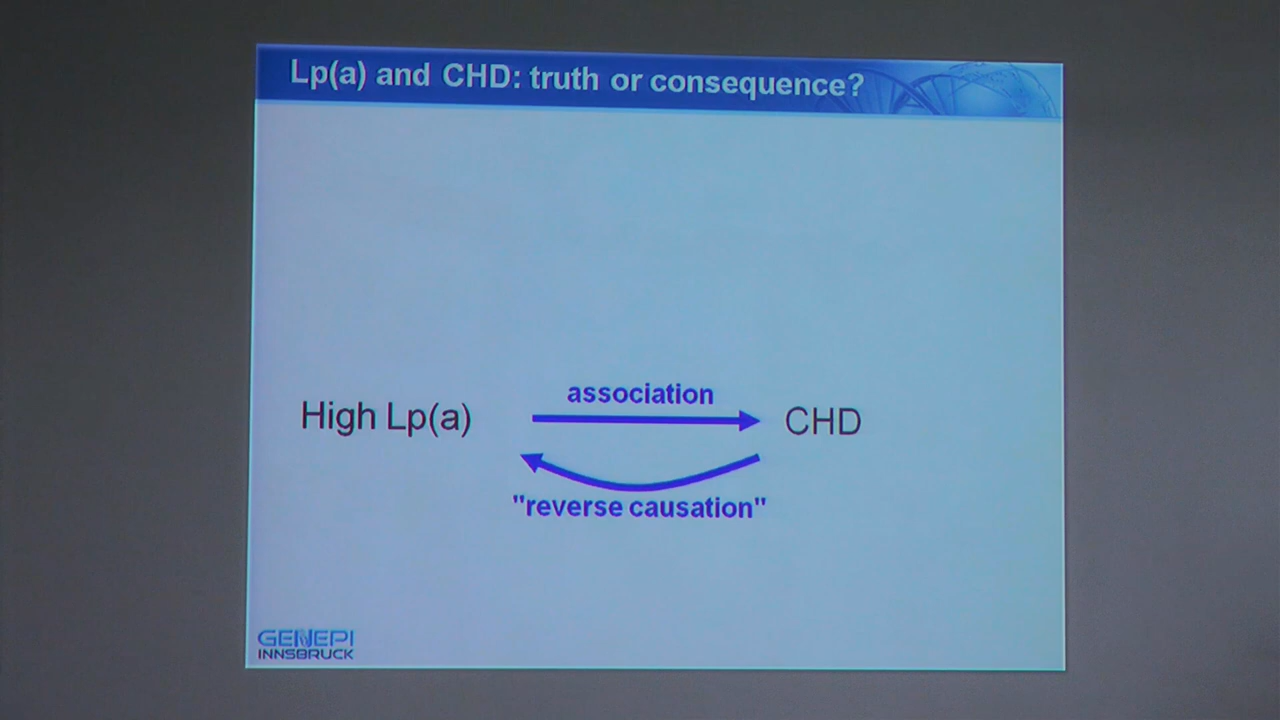 Lp(a) and CHD: truth or consequence?
association
High Lp(a)
CHD
"reverse causation"
GENEPI
INNSBRUCK